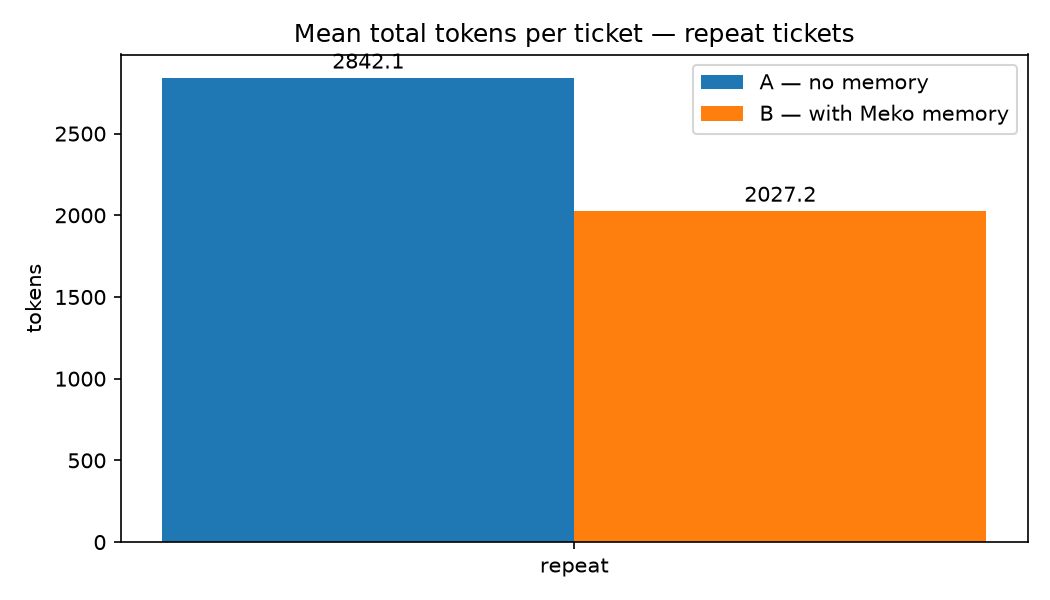 Mean total tokens per ticket — repeat tickets
2842.1
A — no memory
B — with Meko memory
2027.2
2500
2000
1500
1000
500
0
tokens
repeat